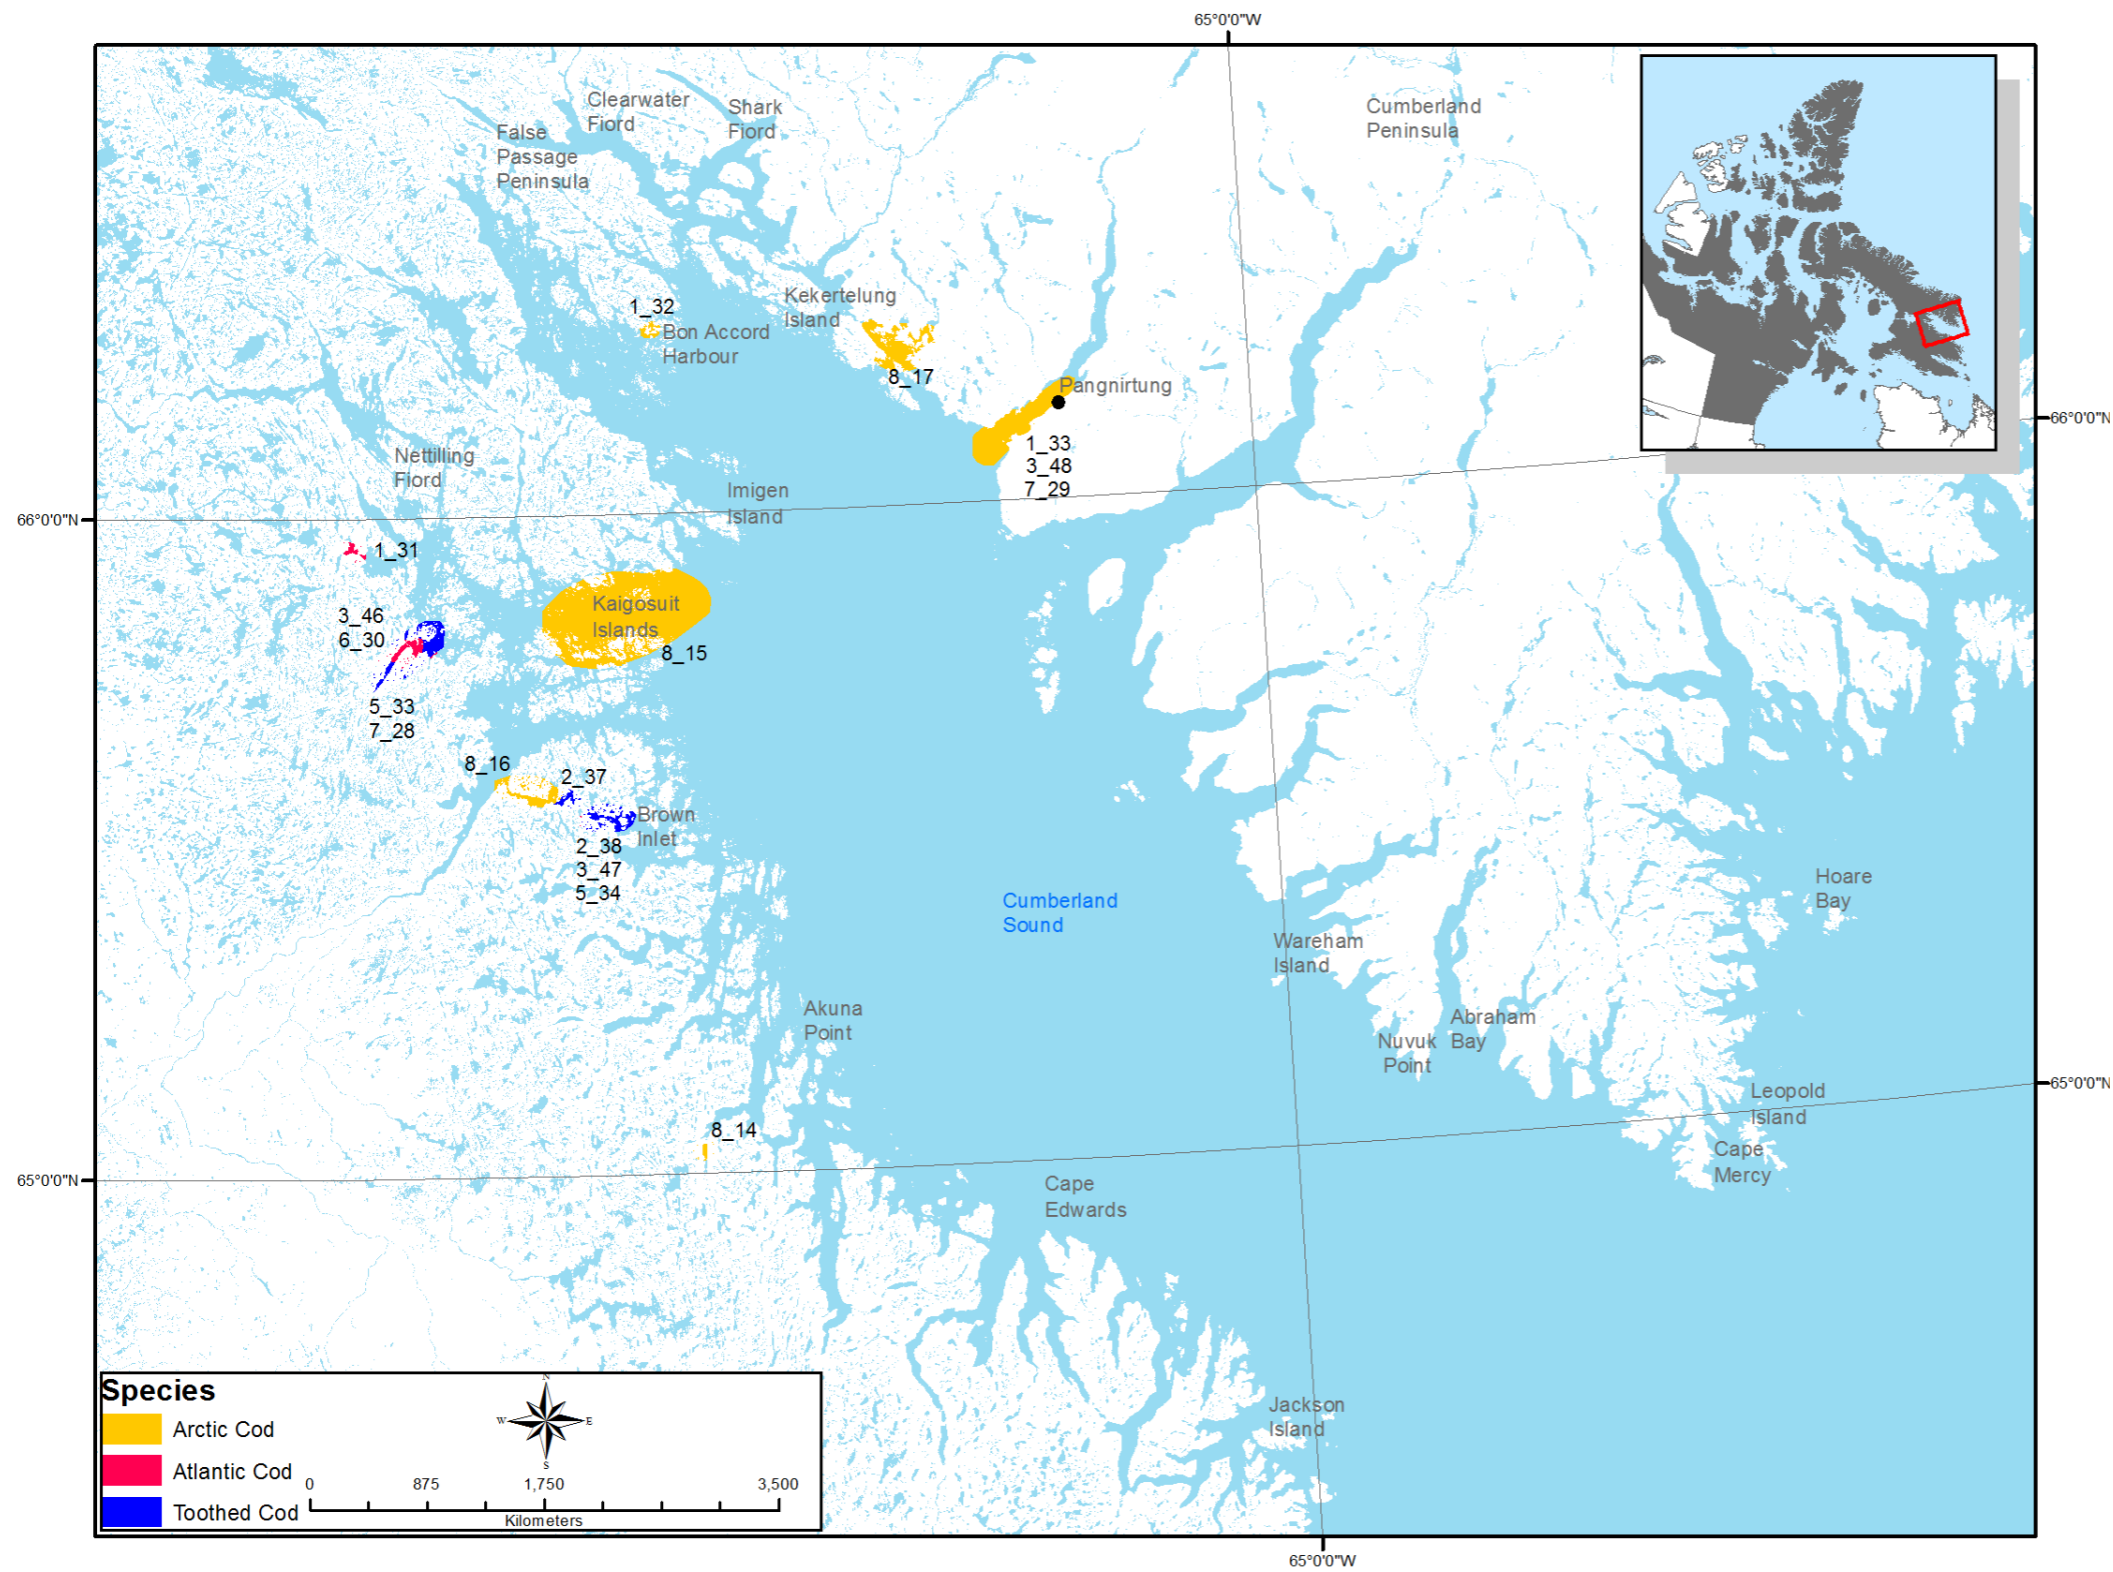 65°0'0"W
Clearwater
Fiord
Shark
Fiord
Cumberland
Peninsula
False
Passage
Peninsula
Kekertelung
Island
1_32
Bon Accord
Harbour
8_17
Pangnirtung
66°0'0"N
1_33
3_48
7_29
Nettilling
Fiord
Imigen
Island
66°0'0"N
1_31
Kaigosuit
Islands
3_46
6_30
8_15
5_33
7_28
8_16
2_37
Brown
Inlet
2_38
3_47
5_34
Hoare
Bay
Cumberland
Sound
Wareham
Island
Akuna
Point
Abraham
Bay
Nuvuk
Point
65°0'0"N
Leopold
Island
8_14
Cape
Mercy
65°0'0"N
Cape
Edwards
Jackson
Island
Species
Arctic Cod
Atlantic Cod
Toothed Cod
N
W
E
S
0 875 1,750 3,500
Kilometers
65°0'0"W